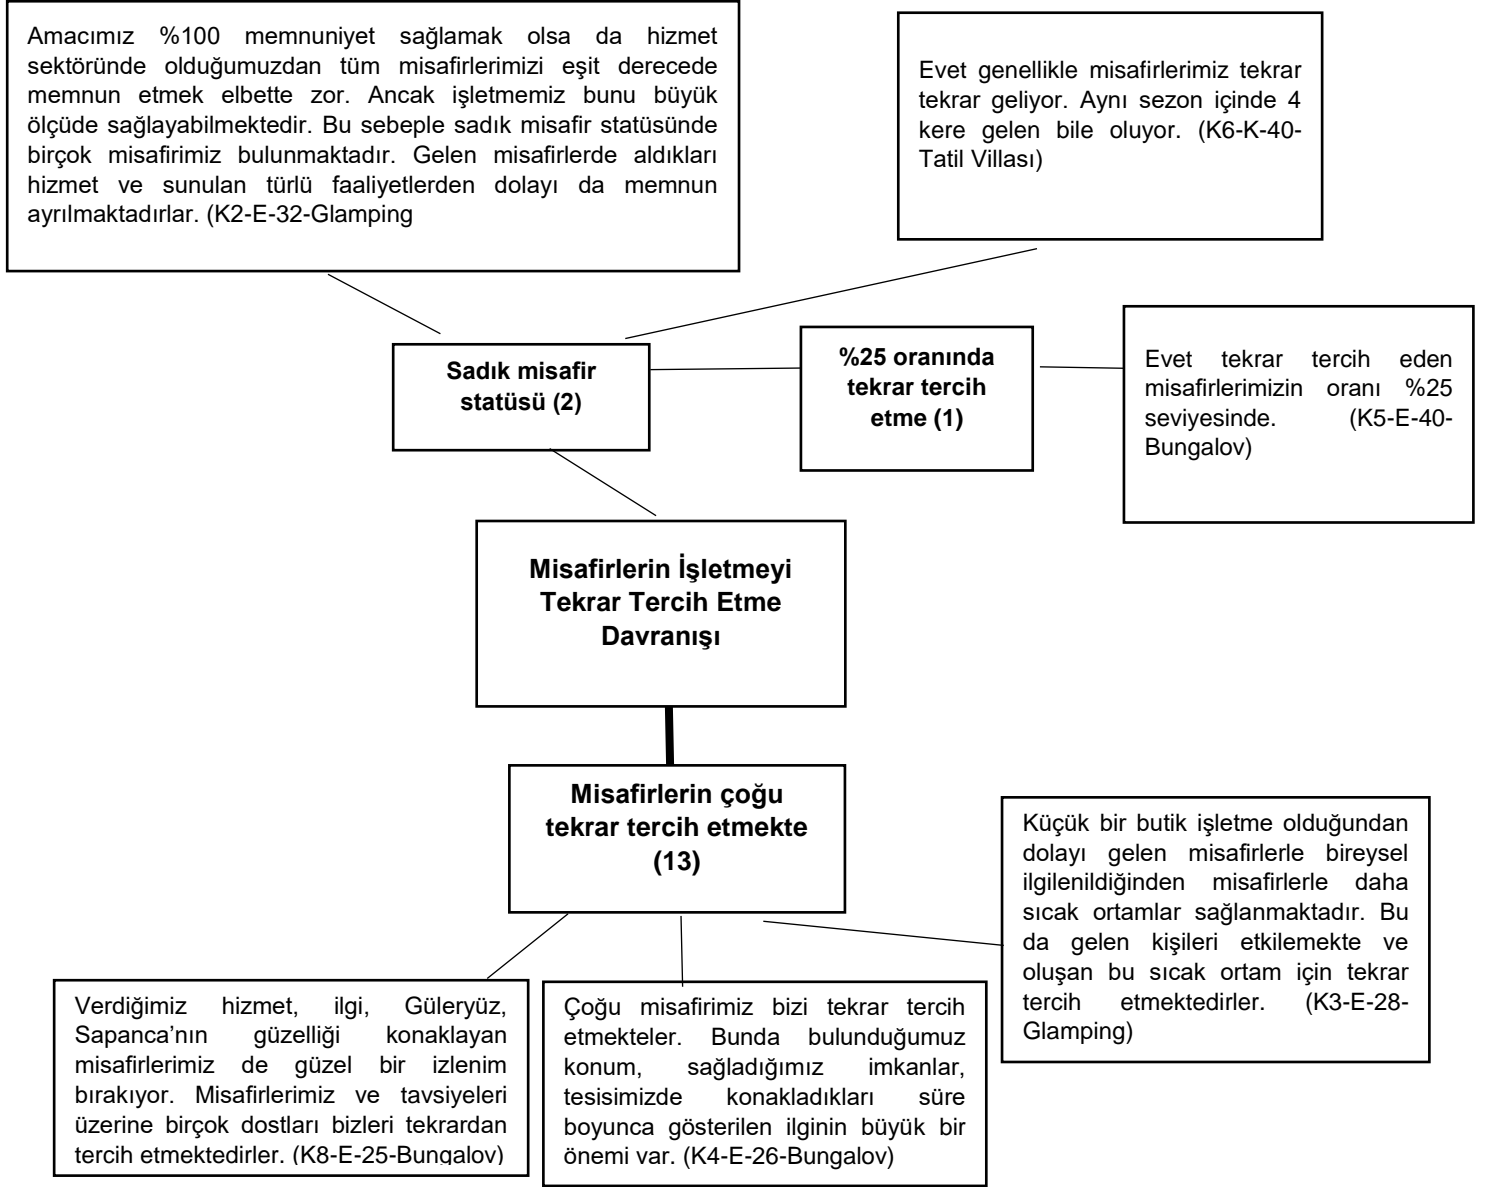 Amacımız %100 memnuniyet sağlamak olsa da hizmet
sektöründe olduğumuzdan tüm misafirlerimizi eşit derecede
memnun etmek elbette zor. Ancak işletmemiz bunu büyük
ölçüde sağlayabilmektedir. Bu sebeple sadık misafir statüsünde
birçok misafirimiz bulunmaktadır. Gelen misafirlerde aldıkları
hizmet ve sunulan türlü faaliyetlerden dolayı da memnun
ayrılmaktadırlar. (K2-E-32-Glamping
Evet genellikle misafirlerimiz tekrar
tekrar geliyor. Aynı sezon içinde 4
kere gelen bile oluyor. (K6-K-40-
Tatil Villası)
Sadık misafir
statüsü (2)
%25 oranında
tekrar tercih
etme (1)
Evet tekrar tercih eden
misafirlerimizin oranı %25
seviyesinde. (K5-E-40-
Bungalov)
Misafirlerin İşletmeyi
Tekrar Tercih Etme
Davranışı
Misafirlerin çoğu
tekrar tercih etmekte
(13)
Küçük bir butik işletme olduğundan
dolayı gelen misafirlerle bireysel
ilgilenildiğinden misafirlerle daha
sıcak ortamlar sağlanmaktadır. Bu
da gelen kişileri etkilemekte ve
oluşan bu sıcak ortam için tekrar
tercih etmektedirler. (K3-E-28-
Glamping)
Verdiğimiz hizmet, ilgi, Güleryüz,
Sapanca’nın güzelliği konaklayan
misafirlerimiz de güzel bir izlenim
bırakıyor. Misafirlerimiz ve tavsiyeleri
üzerine birçok dostları bizleri tekrardan
tercih etmektedirler. (K8-E-25-Bungalov)
Çoğu misafirimiz bizi tekrar tercih
etmekteler. Bunda bulunduğumuz
konum, sağladığımız imkanlar,
tesisimizde konakladıkları süre
boyunca gösterilen ilginin büyük bir
önemi var. (K4-E-26-Bungalov)